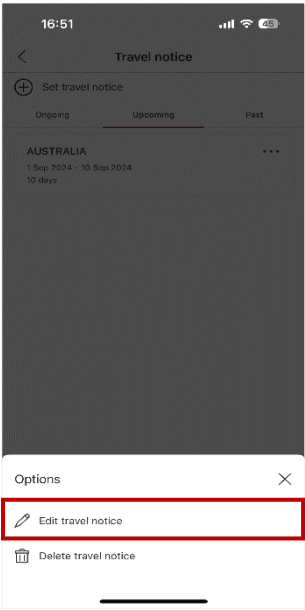 16:51
45
Travel notice
Set travel notice
Ongoing Upcoming Past
AUSTRALIA
1 Sep 2024 - 10 Sep 2024
10 days
Options
Edit travel notice
Delete travel notice